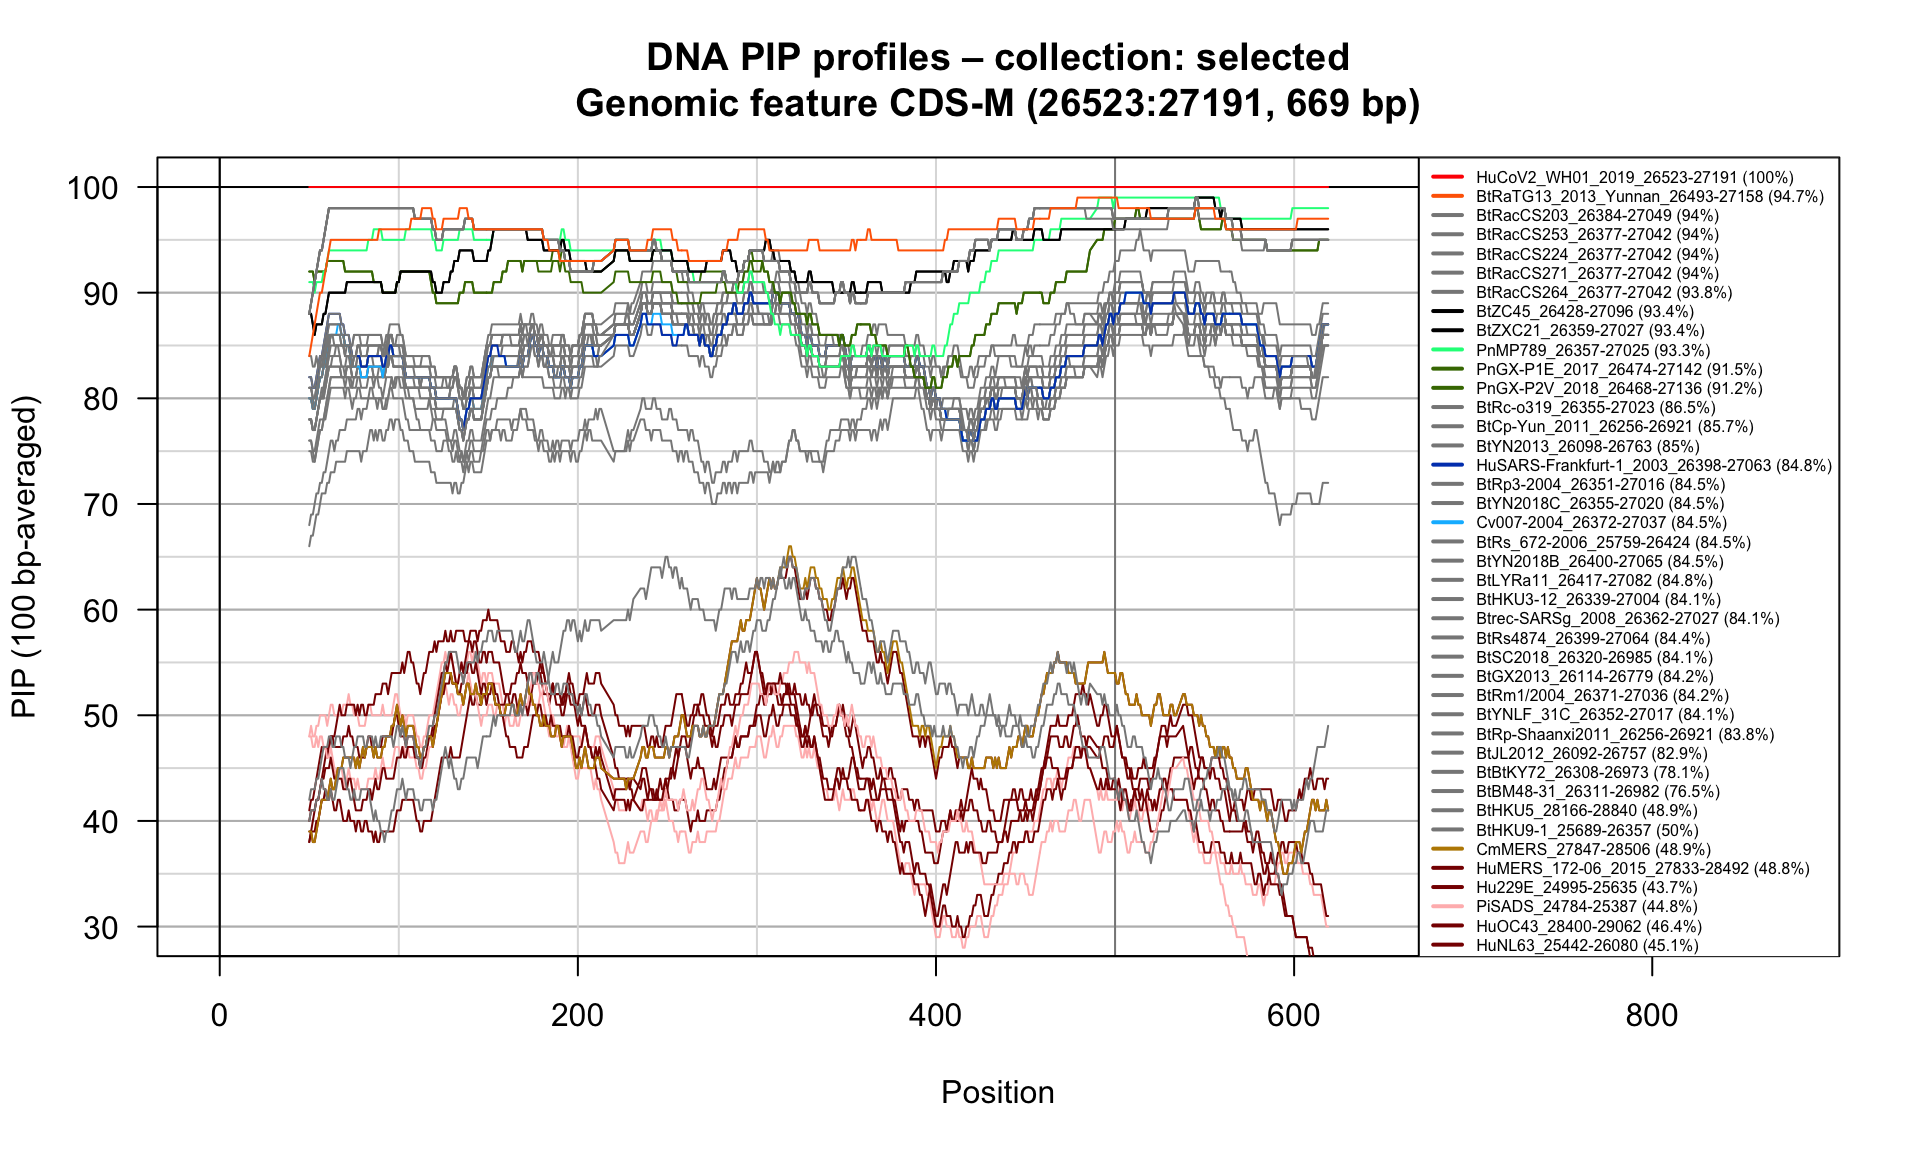 DNA PIP profiles – collection: selected
Genomic feature CDS-M (26523:27191, 669 bp)
PIP (100 bp-averaged)
100
90
80
70
60
50
40
30
0
200
400
600
800
Position
HuCoV2_WH01_2019_26523-27191 (100%)
BtRaTG13_2013_Yunnan_26493-27158 (94.7%)
BtRacCS203_26384-27049 (94%)
BtRacCS253_26377-27042 (94%)
BtRacCS224_26377-27042 (94%)
BtRacCS271_26377-27042 (94%)
BtRacCS264_26377-27042 (93.8%)
BtZC45_26428-27096 (93.4%)
BtZXC21_26359-27027 (93.4%)
PnMP789_26357-27025 (93.3%)
PnGX-P1E_2017_26474-27142 (91.5%)
PnGX-P2V_2018_26468-27136 (91.2%)
BtRc-o319_26355-27023 (86.5%)
BtCp-Yun_2011_26256-26921 (85.7%)
BtYN2013_26098-26763 (85%)
HuSARS-Frankfurt-1_2003_26398-27063 (84.8%)
BtRp3-2004_26351-27016 (84.5%)
BtYN2018C_26355-27020 (84.5%)
Cv007-2004_26372-27037 (84.5%)
BtRs_672-2006_25759-26424 (84.5%)
BtYN2018B_26400-27065 (84.5%)
BtLYRa11_26417-27082 (84.8%)
BtHKU3-12_26339-27004 (84.1%)
Btrec-SARSg_2008_26362-27027 (84.1%)
BtRs4874_26399-27064 (84.4%)
BtSC2018_26320-26985 (84.1%)
BtGX2013_26114-26779 (84.2%)
BtRm1/2004_26371-27036 (84.2%)
BtYNLF_31C_26352-27017 (84.1%)
BtRp-Shaanxi2011_26256-26921 (83.8%)
BtJL2012_26092-26757 (82.9%)
BtBtKY72_26308-26973 (78.1%)
BtBM48-31_26311-26982 (76.5%)
BtHKU5_28166-28840 (48.9%)
BtHKU9-1_25689-26357 (50%)
CmMERS_27847-28506 (48.9%)
HuMERS_172-06_2015_27833-28492 (48.8%)
Hu229E_24995-25635 (43.7%)
PiSADS_24784-25387 (44.8%)
HuOC43_28400-29062 (46.4%)
HuNL63_25442-26080 (45.1%)